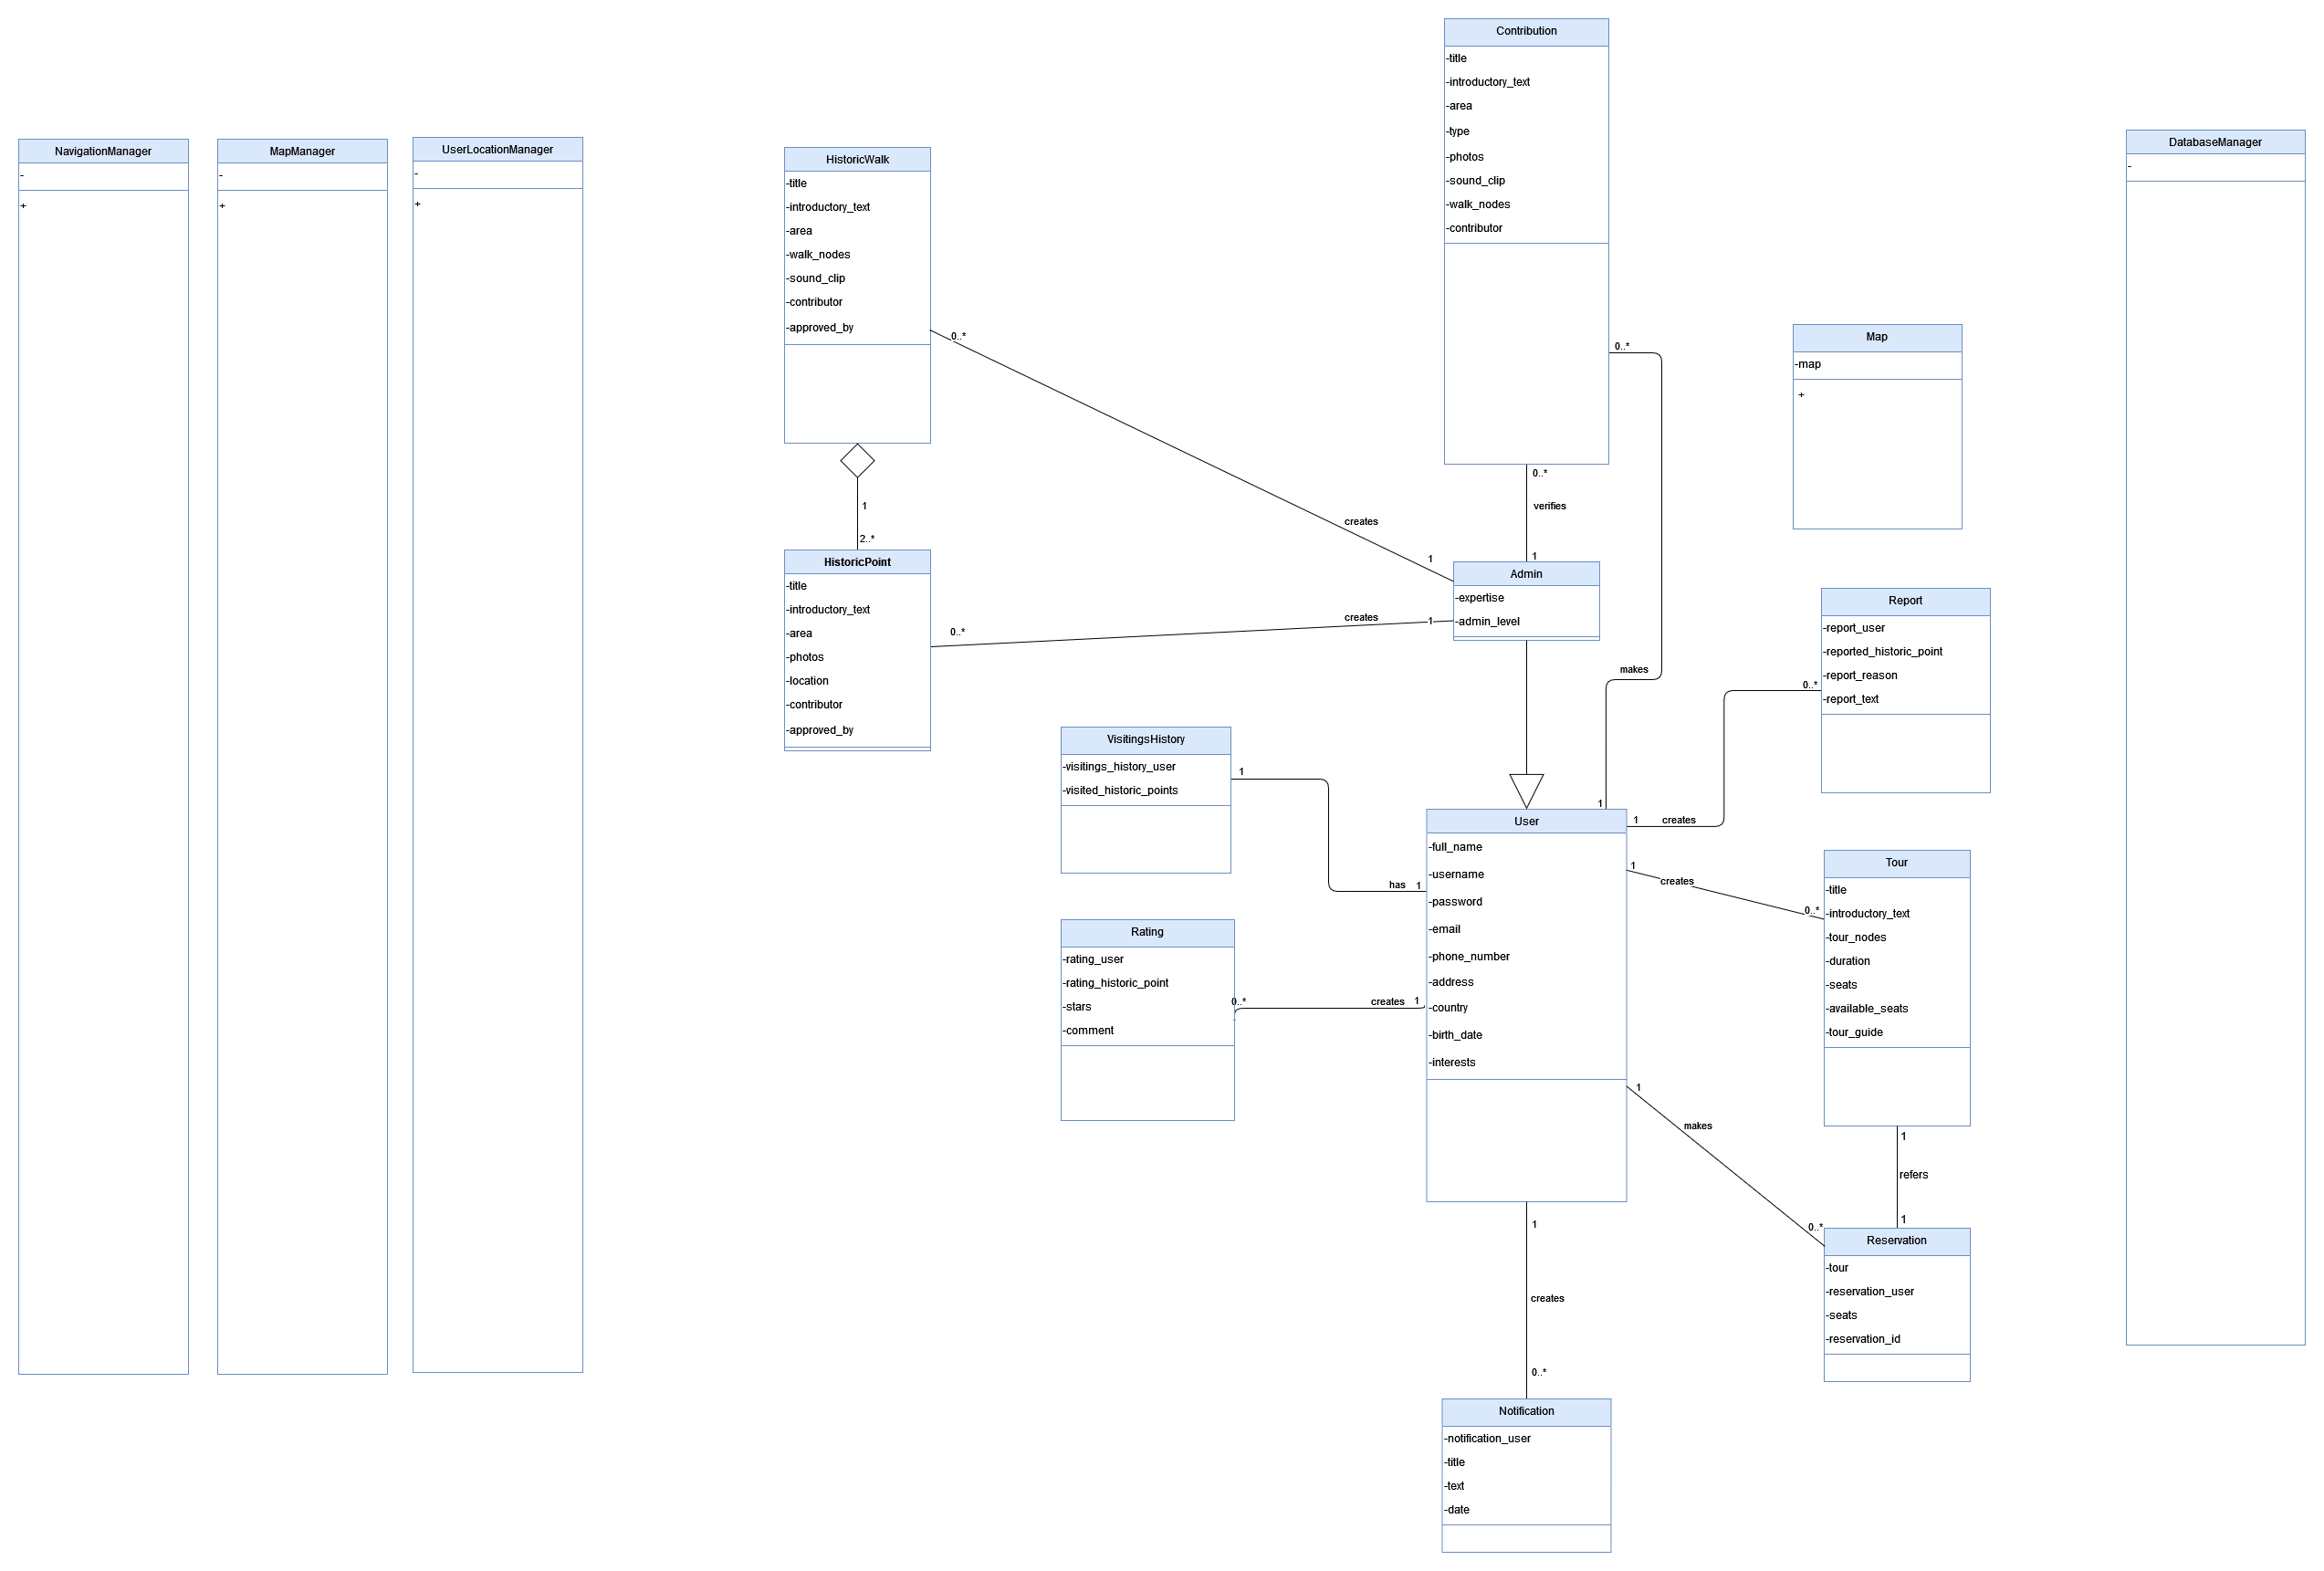 NavigationManager
-
+
MapManager
-
+
UserLocationManager
-
+
HistoricWalk
-title
-introductory_text
-area
-walk_nodes
-sound_clip
-contributor
-approved_by
0..*
creates
1
1
2..*
HistoricPoint
-title
-introductory_text
-area
-photos
-location
-contributor
-approved_by
0..*
creates
1
Contribution
-title
-introductory_text
-area
-type
-photos
-sound_clip
-walk_nodes
-contributor
0..*
0..*
verifies
1
Admin
-expertise
-admin_level
makes
1
Map
-map
+
DatabaseManager
-
Report
-report_user
-reported_historic_point
-report_reason
-report_text
0..*
1
creates
VisitingsHistory
-visitings_history_user
-visited_historic_points
1
has
1
Rating
-rating_user
-rating_historic_point
-stars
-comment
0..*
creates
1
User
-full_name
-username
-password
-email
-phone_number
-address
-country
-birth_date
-interests
1
creates
0..*
Tour
-title
-introductory_text
-tour_nodes
-duration
-seats
-available_seats
-tour_guide
1
makes
0..*
1
refers
1
Reservation
-tour
-reservation_user
-seats
-reservation_id
1
creates
0..*
Notification
-notification_user
-title
-text
-date